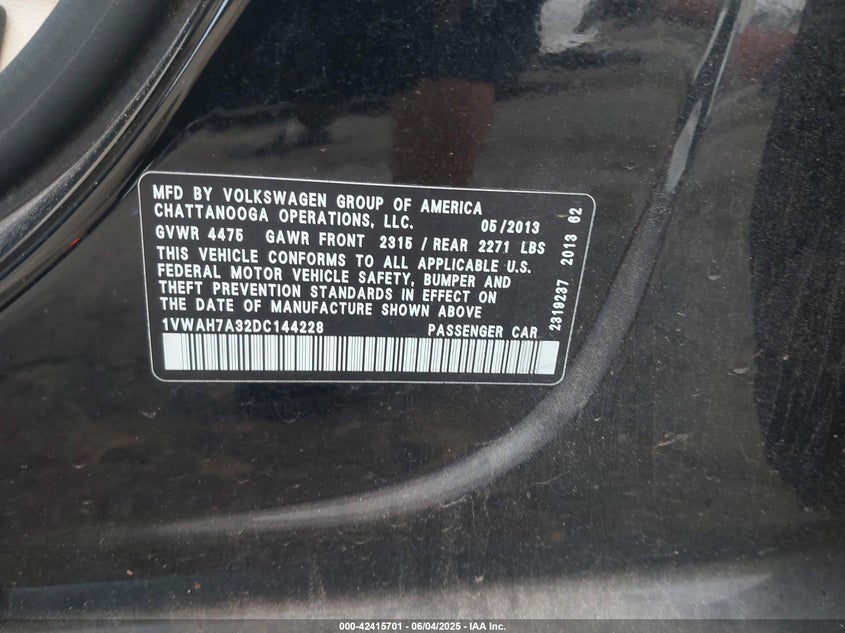 MFD BY VOLKSWAGEN GROUP OF AMERICA
CHATTANOOGA OPERATIONS, LLC. 05/2013
GVWR 4475 GAWR FRONT 2315 / REAR 2271 LBS
THIS VEHICLE CONFORMS TO ALL APPLICABLE U.S.
FEDERAL MOTOR VEHICLE SAFETY, BUMPER AND
THEFT PREVENTION STANDARDS IN EFFECT ON
THE DATE OF MANUFACTURE SHOWN ABOVE
1VWAH7A32DC144228 PASSENGER CAR
2319237 2013 62
000-42415701 - 06/04/2025 - IAA Inc.